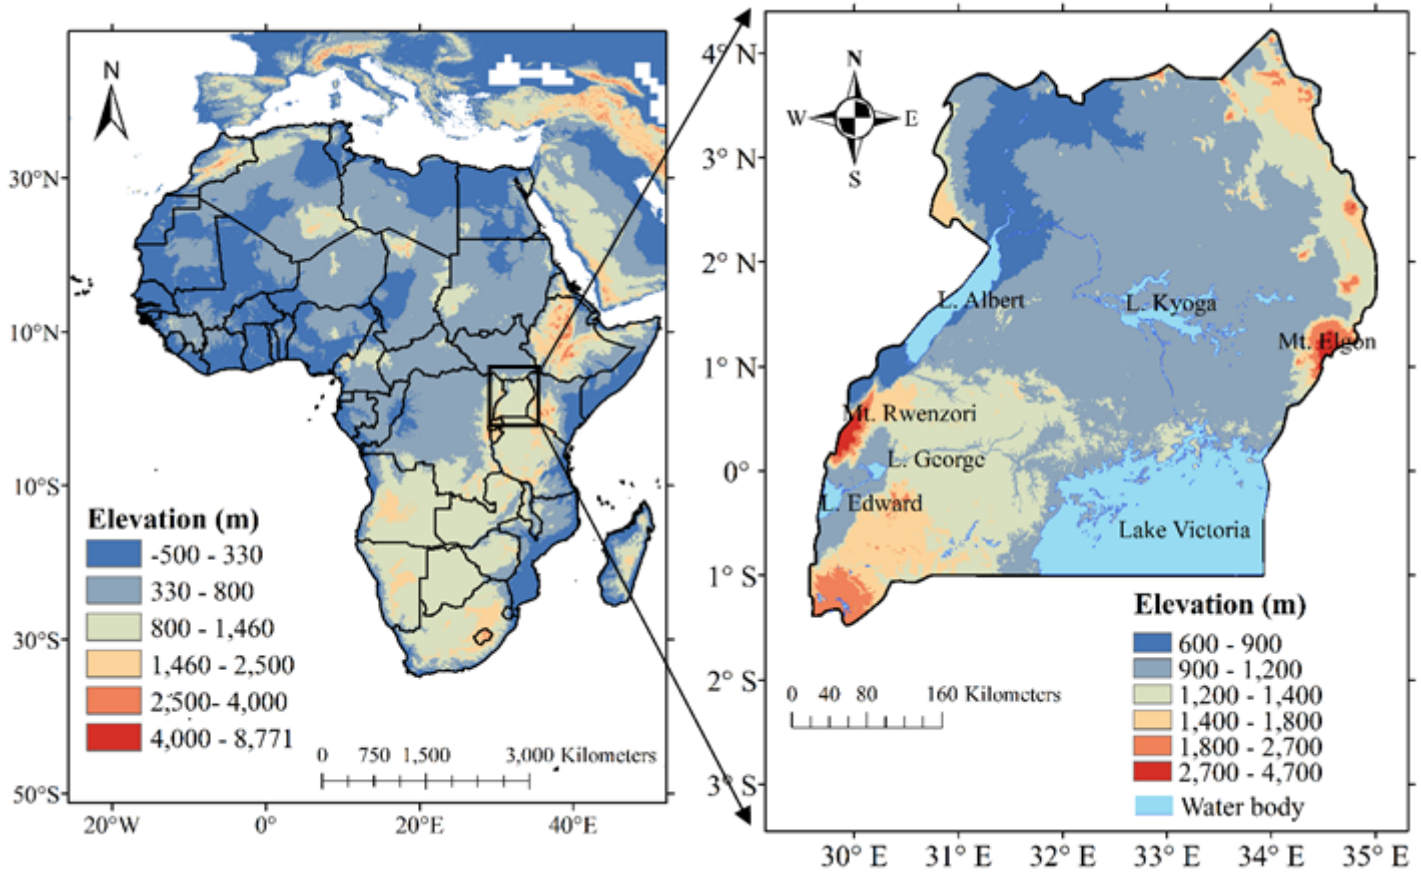 N
30°N
10°N
10°S
30°S
50°S
20°W
0°
20°E
40°E
Elevation (m)
-500 - 330
330 - 800
800 - 1,460
1,460 - 2,500
2,500- 4,000
4,000 - 8,771
0 750 1,500 3,000 Kilometers
4° N
3° N
2° N
1° N
0°
1° S
2° S
3° S
N
W E
S
L. Albert
L. Kyoga
Mt. Elgon
Mt. Rwenzori
L. George
L. Edward
Lake Victoria
Elevation (m)
600 - 900
900 - 1,200
1,200 - 1,400
1,400 - 1,800
1,800 - 2,700
2,700 - 4,700
Water body
0 40 80 160 Kilometers
30° E
31° E
32° E
33° E
34° E
35° E